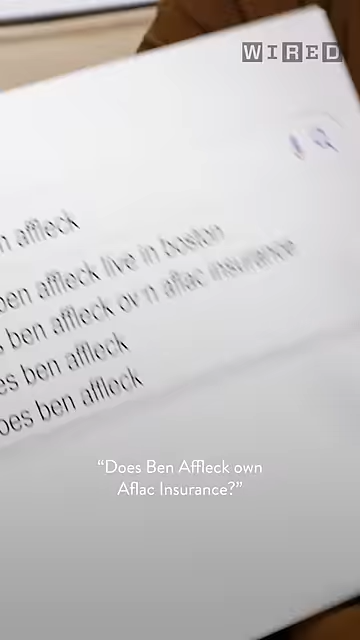 WIRED
n affleck
ben affleck live in boston
s ben affleck own aflac insurance
es ben affleck
oes ben affleck
“Does Ben Affleck own
Aflac Insurance?”